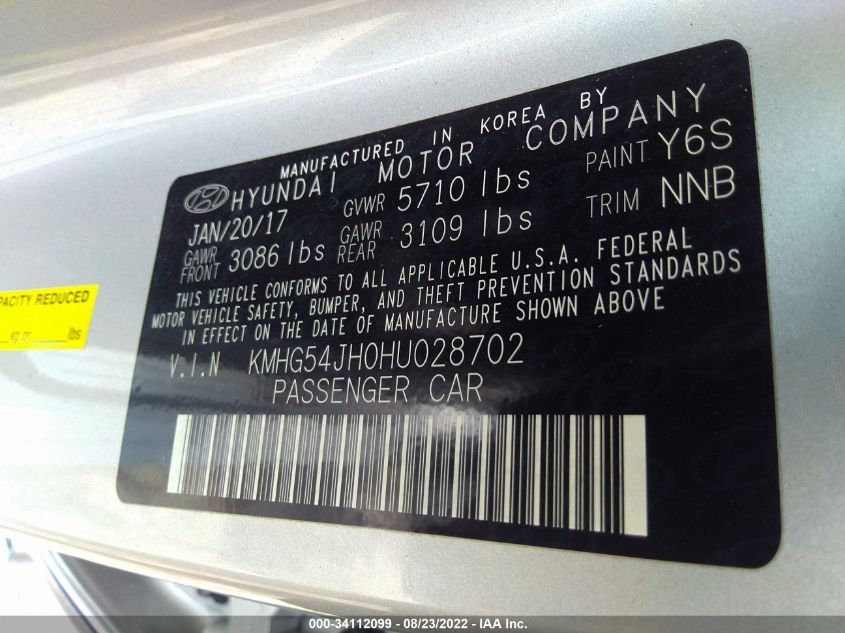 MANUFACTURED IN KOREA BY
HYUNDAI MOTOR COMPANY
JAN/20/17 GVWR 5710 lbs PAINT Y6S
GAWR FRONT 3086 lbs GAWR REAR 3109 lbs TRIM NNB
THIS VEHICLE CONFORMS TO ALL APPLICABLE U.S.A. FEDERAL
MOTOR VEHICLE SAFETY, BUMPER, AND THEFT PREVENTION STANDARDS
IN EFFECT ON THE DATE OF MANUFACTURE SHOWN ABOVE
V.I.N KMHG54JH0HU028702
PASSENGER CAR
REDUCED
kg or lbs
000-34112099 - 08/23/2022 - IAA Inc.